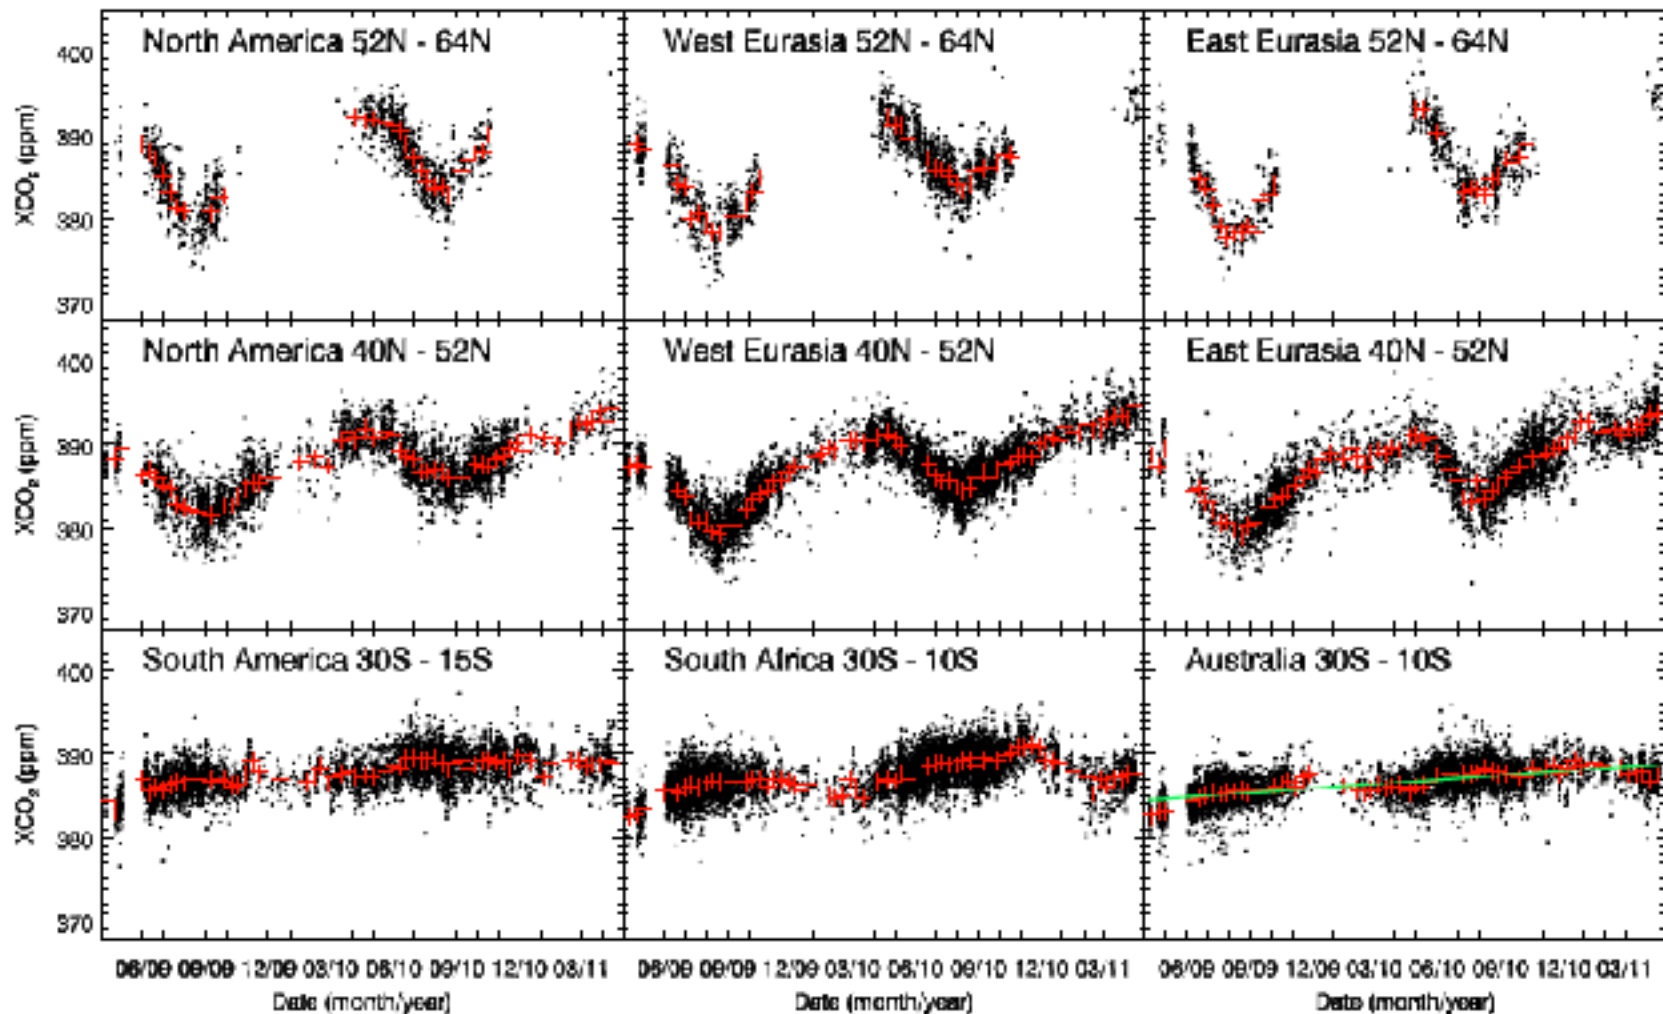 North America 52N - 64N
West Eurasia 52N - 64N
East Eurasia 52N - 64N
400
390
380
370
XCO₂ (ppm)
North America 40N - 52N
West Eurasia 40N - 52N
East Eurasia 40N - 52N
400
390
380
370
XCO₂ (ppm)
South America 30S - 15S
South Africa 30S - 10S
Australia 30S - 10S
400
390
380
370
XCO₂ (ppm)
06/09 09/09 12/09 03/10 06/10 09/10 12/10 03/11
06/09 09/09 12/09 03/10 06/10 09/10 12/10 03/11
06/09 09/09 12/09 03/10 06/10 09/10 12/10 03/11
Date (month/year)
Date (month/year)
Date (month/year)